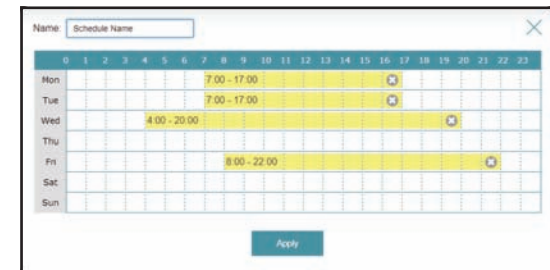 Name: Schedule Name
0 1 2 3 4 5 6 7 8 9 10 11 12 13 14 15 16 17 18 19 20 21 22 23
Mon 7:00 - 17:00
Tue 7:00 - 17:00
Wed 4:00 - 20:00
Thu
Fri 8:00 - 22:00
Sat
Sun
Apply